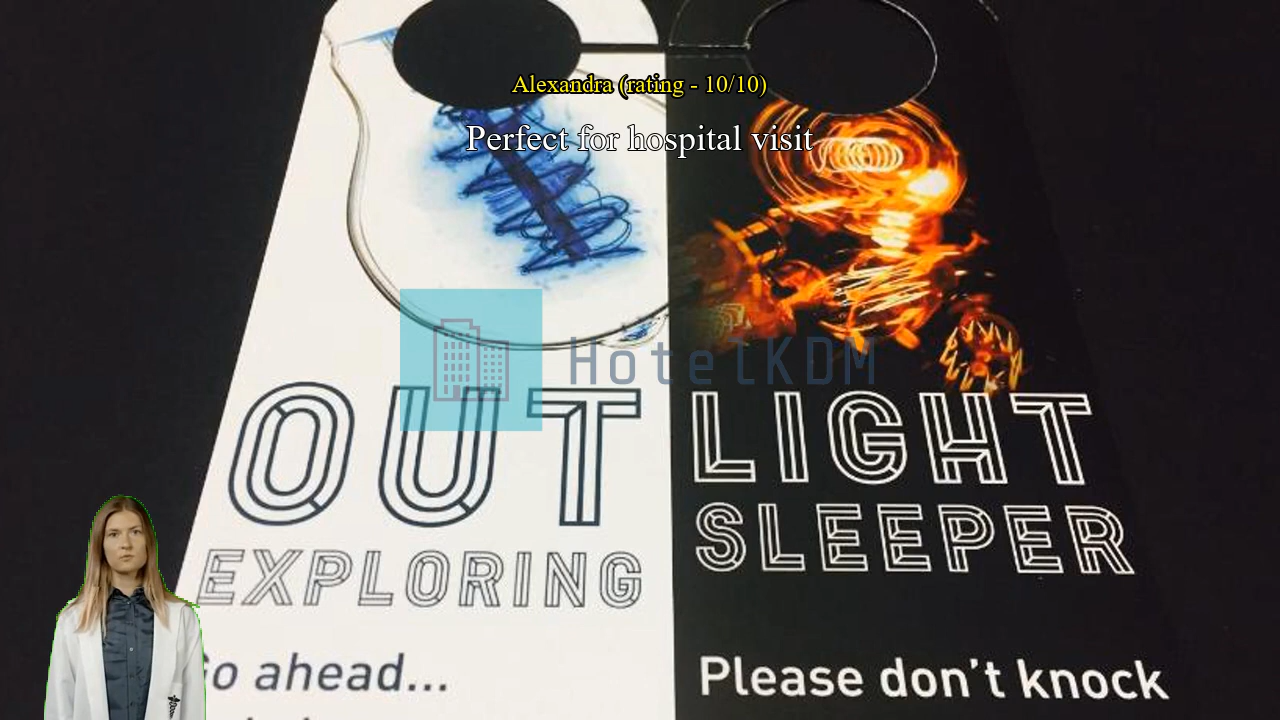 Alexandra (rating - 10/10)
Perfect for hospital visit
HotelKDM
OUT
EXPLORING
Go ahead...
LIGHT
SLEEPER
Please don't knock